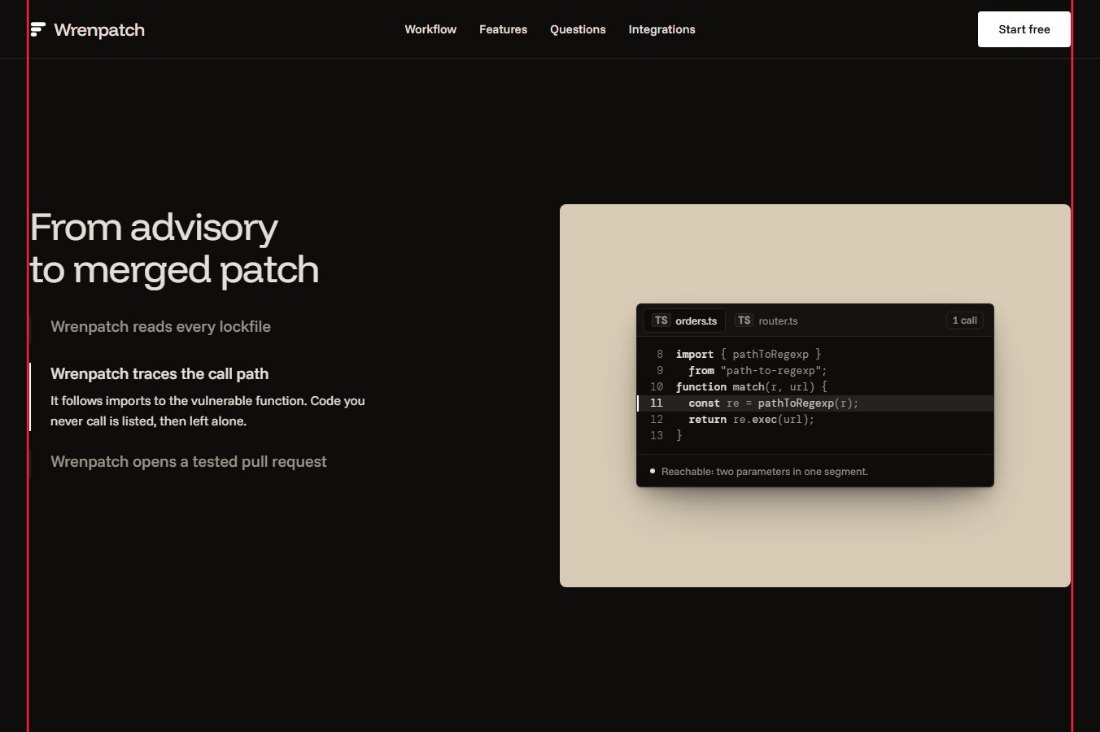 Wrenpatch
Workflow
Features
Questions
Integrations
Start free
From advisory
to merged patch
Wrenpatch reads every lockfile
Wrenpatch traces the call path
It follows imports to the vulnerable function. Code you
never call is listed, then left alone.
Wrenpatch opens a tested pull request
TS orders.ts
TS router.ts
1 call
8 import { pathToRegexp }
9 from "path-to-regexp";
10 function match(r, url) {
11 const re = pathToRegexp(r);
12 return re.exec(url);
13 }
Reachable: two parameters in one segment.